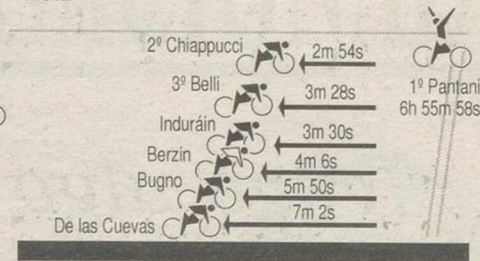 2º Chiappucci 2m 54s
1º Pantani
6h 55m 58s
3º Belli 3m 28s
Induráin 3m 30s
Berzin 4m 6s
Bugno 5m 50s
De las Cuevas 7m 2s